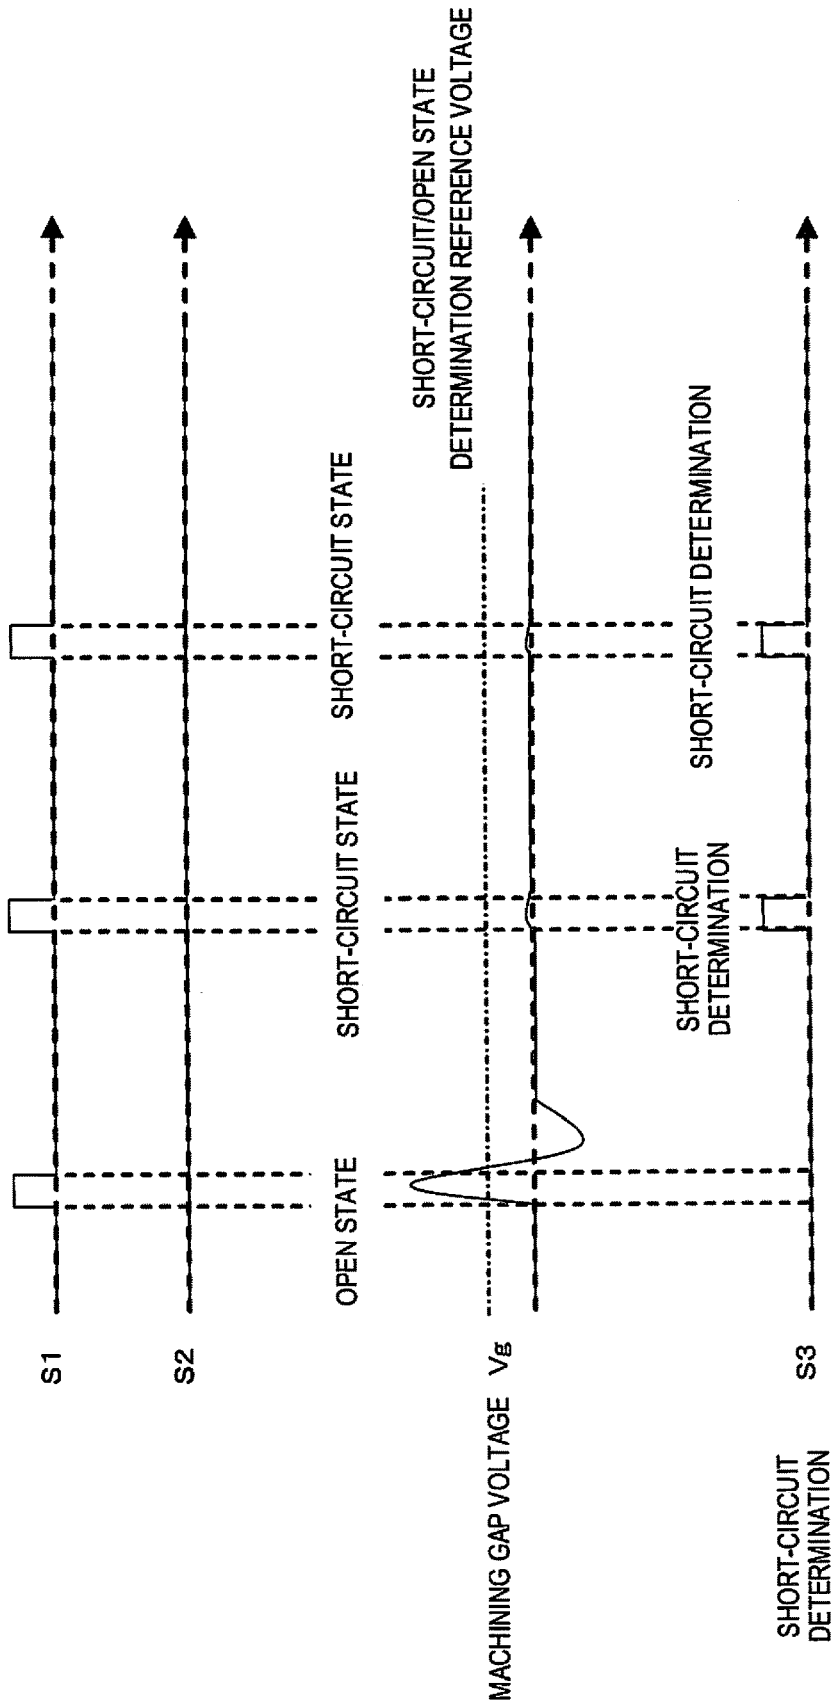 S1
S2
OPEN STATE
SHORT-CIRCUIT STATE
SHORT-CIRCUIT STATE
SHORT-CIRCUIT/OPEN STATE
DETERMINATION REFERENCE VOLTAGE
MACHINING GAP VOLTAGE Vg
SHORT-CIRCUIT
DETERMINATION
SHORT-CIRCUIT DETERMINATION
SHORT-CIRCUIT
DETERMINATION
S3